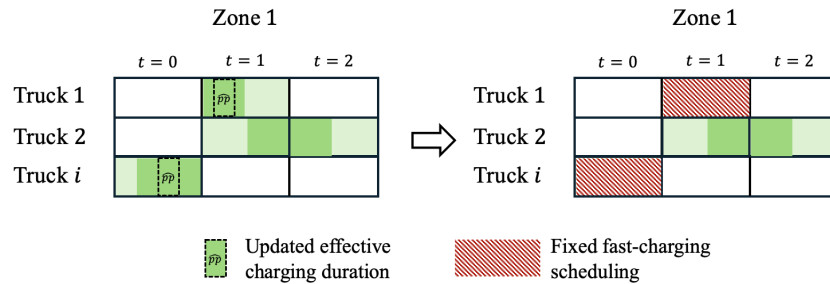 Zone 1
Zone 1
t = 0 t = 1 t = 2
t = 0 t = 1 t = 2
Truck 1
p̂p
Truck 1
Truck 2
Truck 2
Truck i
p̂p
Truck i
p̂p
Updated effective
charging duration
Fixed fast-charging
scheduling